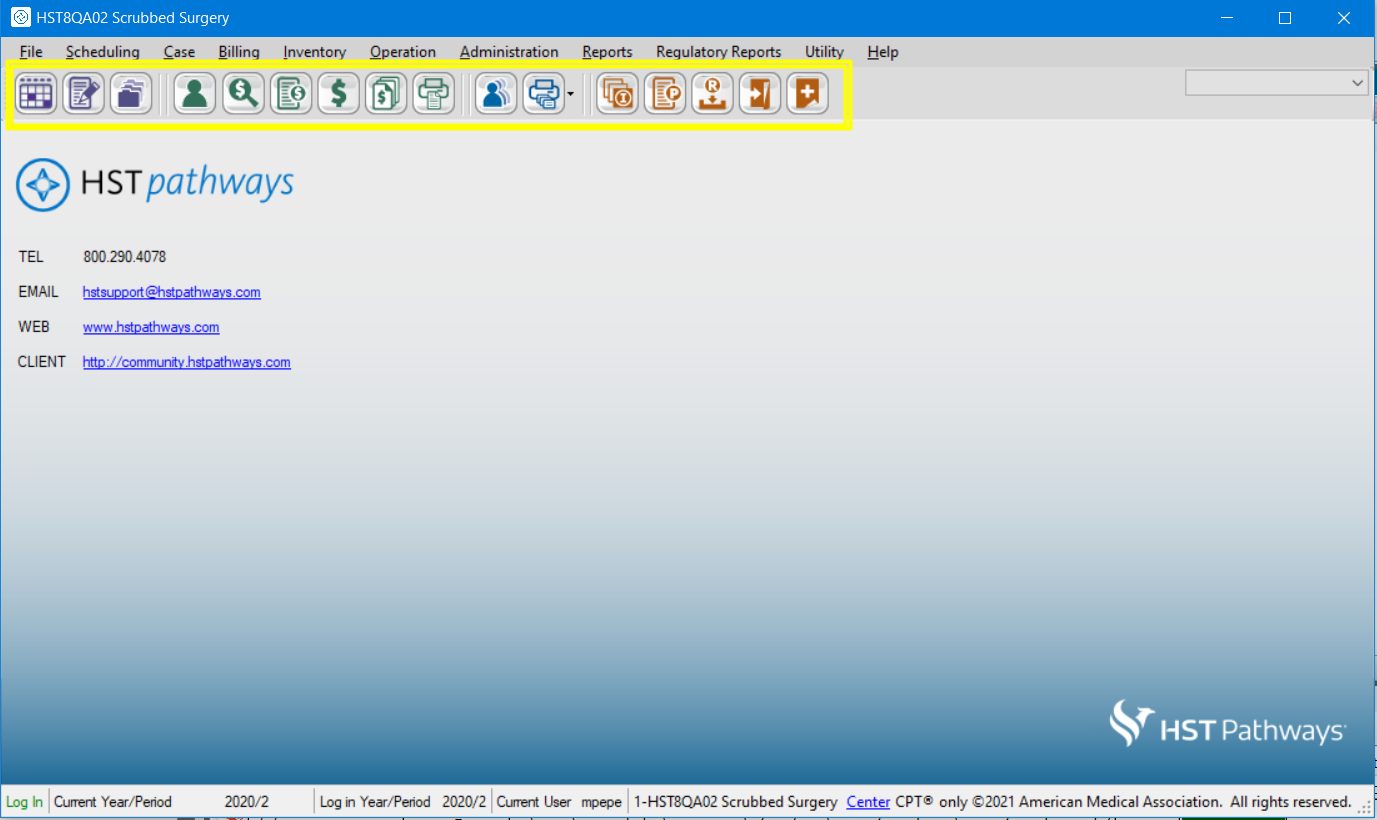 HST8QA02 Scrubbed Surgery
File Scheduling Case Billing Inventory Operation Administration Reports Regulatory Reports Utility Help
HST pathways
TEL 800.290.4078
EMAIL hstsupport@hstpathways.com
WEB www.hstpathways.com
CLIENT http://community.hstpathways.com
HST Pathways
Log In Current Year/Period 2020/2 Log in Year/Period 2020/2 Current User mpepe 1-HST8QA02 Scrubbed Surgery Center CPT® only ©2021 American Medical Association. All rights reserved.